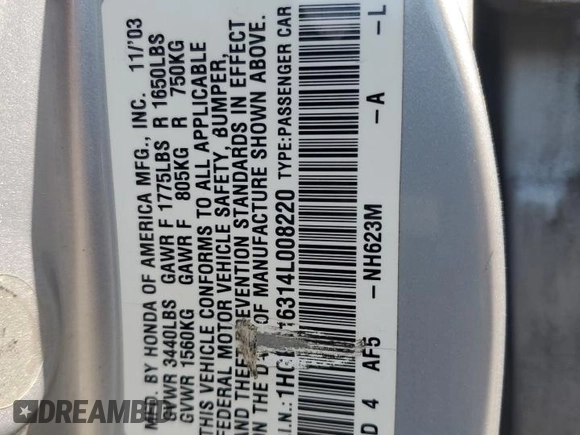 MFD. BY HONDA OF AMERICA MFG., INC. 11/'03
GVWR 3440LBS GAWR F 1775LBS R 1650LBS
GVWR 1560KG GAWR F 805KG R 750KG
THIS VEHICLE CONFORMS TO ALL APPLICABLE
FEDERAL MOTOR VEHICLE SAFETY, BUMPER,
AND THEFT PREVENTION STANDARDS IN EFFECT
ON THE D OF MANUFACTURE SHOWN ABOVE.
V.I.N.: 1HG 16314L008220 TYPE:PASSENGER CAR
D 4 AF5 -NH623M -A -L
DREAMBID